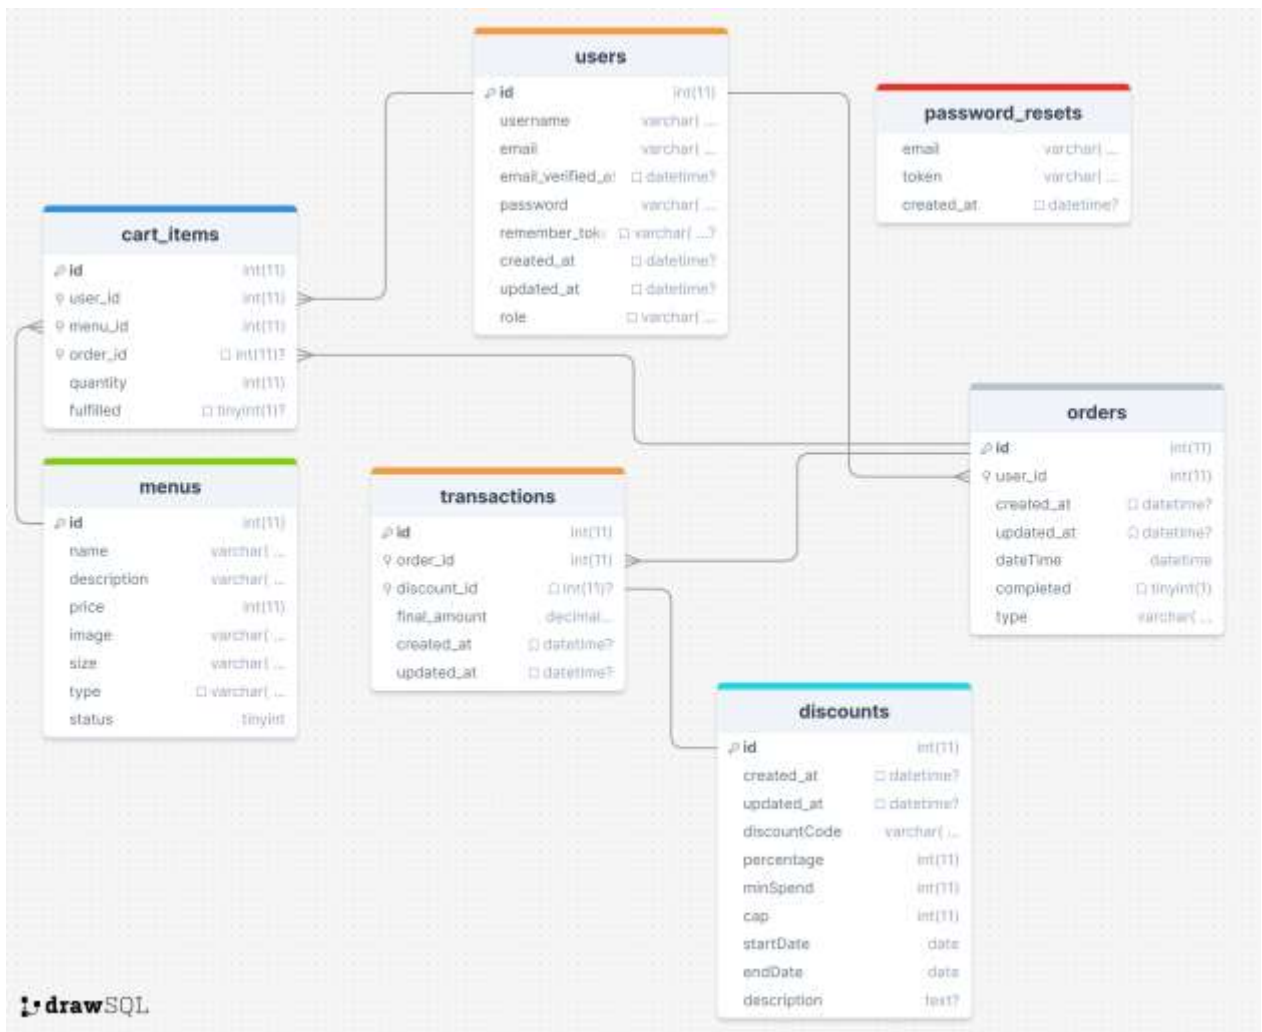 users
id int(11)
username varchar( ...
email varchar( ...
email_verified_a datetime?
password varchar( ...
remember_tok varchar( ...?
created_at datetime?
updated_at datetime?
role varchar( ...
password_resets
email varchar( ...
token varchar( ...
created_at datetime?
cart_items
id int(11)
user_id int(11)
menu_id int(11)
order_id int(11)?
quantity int(11)
fulfilled tinyint(1)?
menus
id int(11)
name varchar( ...
description varchar( ...
price int(11)
image varchar( ...
size varchar( ...
type varchar( ...
status tinyint
transactions
id int(11)
order_id int(11)
discount_id int(11)?
final_amount decimal...
created_at datetime?
updated_at datetime?
orders
id int(11)
user_id int(11)
created_at datetime?
updated_at datetime?
dateTime datetime
completed tinyint(1)
type varchar( ...
discounts
id int(11)
created_at datetime?
updated_at datetime?
discountCode varchar( ...
percentage int(11)
minSpend int(11)
cap int(11)
startDate date
endDate date
description text?
drawSQL